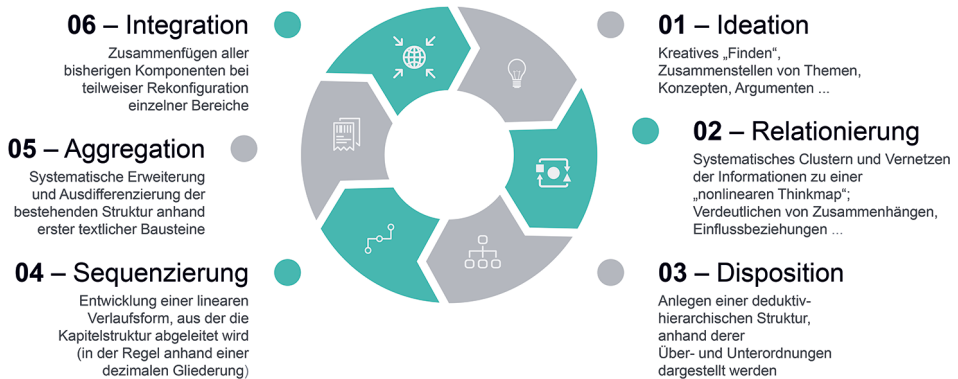 01 – Ideation
Kreatives „Finden“,
Zusammenstellen von Themen,
Konzepten, Argumenten ...
02 – Relationierung
Systematisches Clustern und Vernetzen
der Informationen zu einer
„nonlinearen Thinkmap“;
Verdeutlichen von Zusammenhängen,
Einflussbeziehungen ...
03 – Disposition
Anlegen einer deduktiv-
hierarchischen Struktur,
anhand derer
Über- und Unterordnungen
dargestellt werden
04 – Sequenzierung
Entwicklung einer linearen
Verlaufsform, aus der die
Kapitelstruktur abgeleitet wird
(in der Regel anhand einer
dezimalen Gliederung)
05 – Aggregation
Systematische Erweiterung
und Ausdifferenzierung der
bestehenden Struktur anhand
erster textlicher Bausteine
06 – Integration
Zusammenfügen aller
bisherigen Komponenten bei
teilweiser Rekonfiguration
einzelner Bereiche